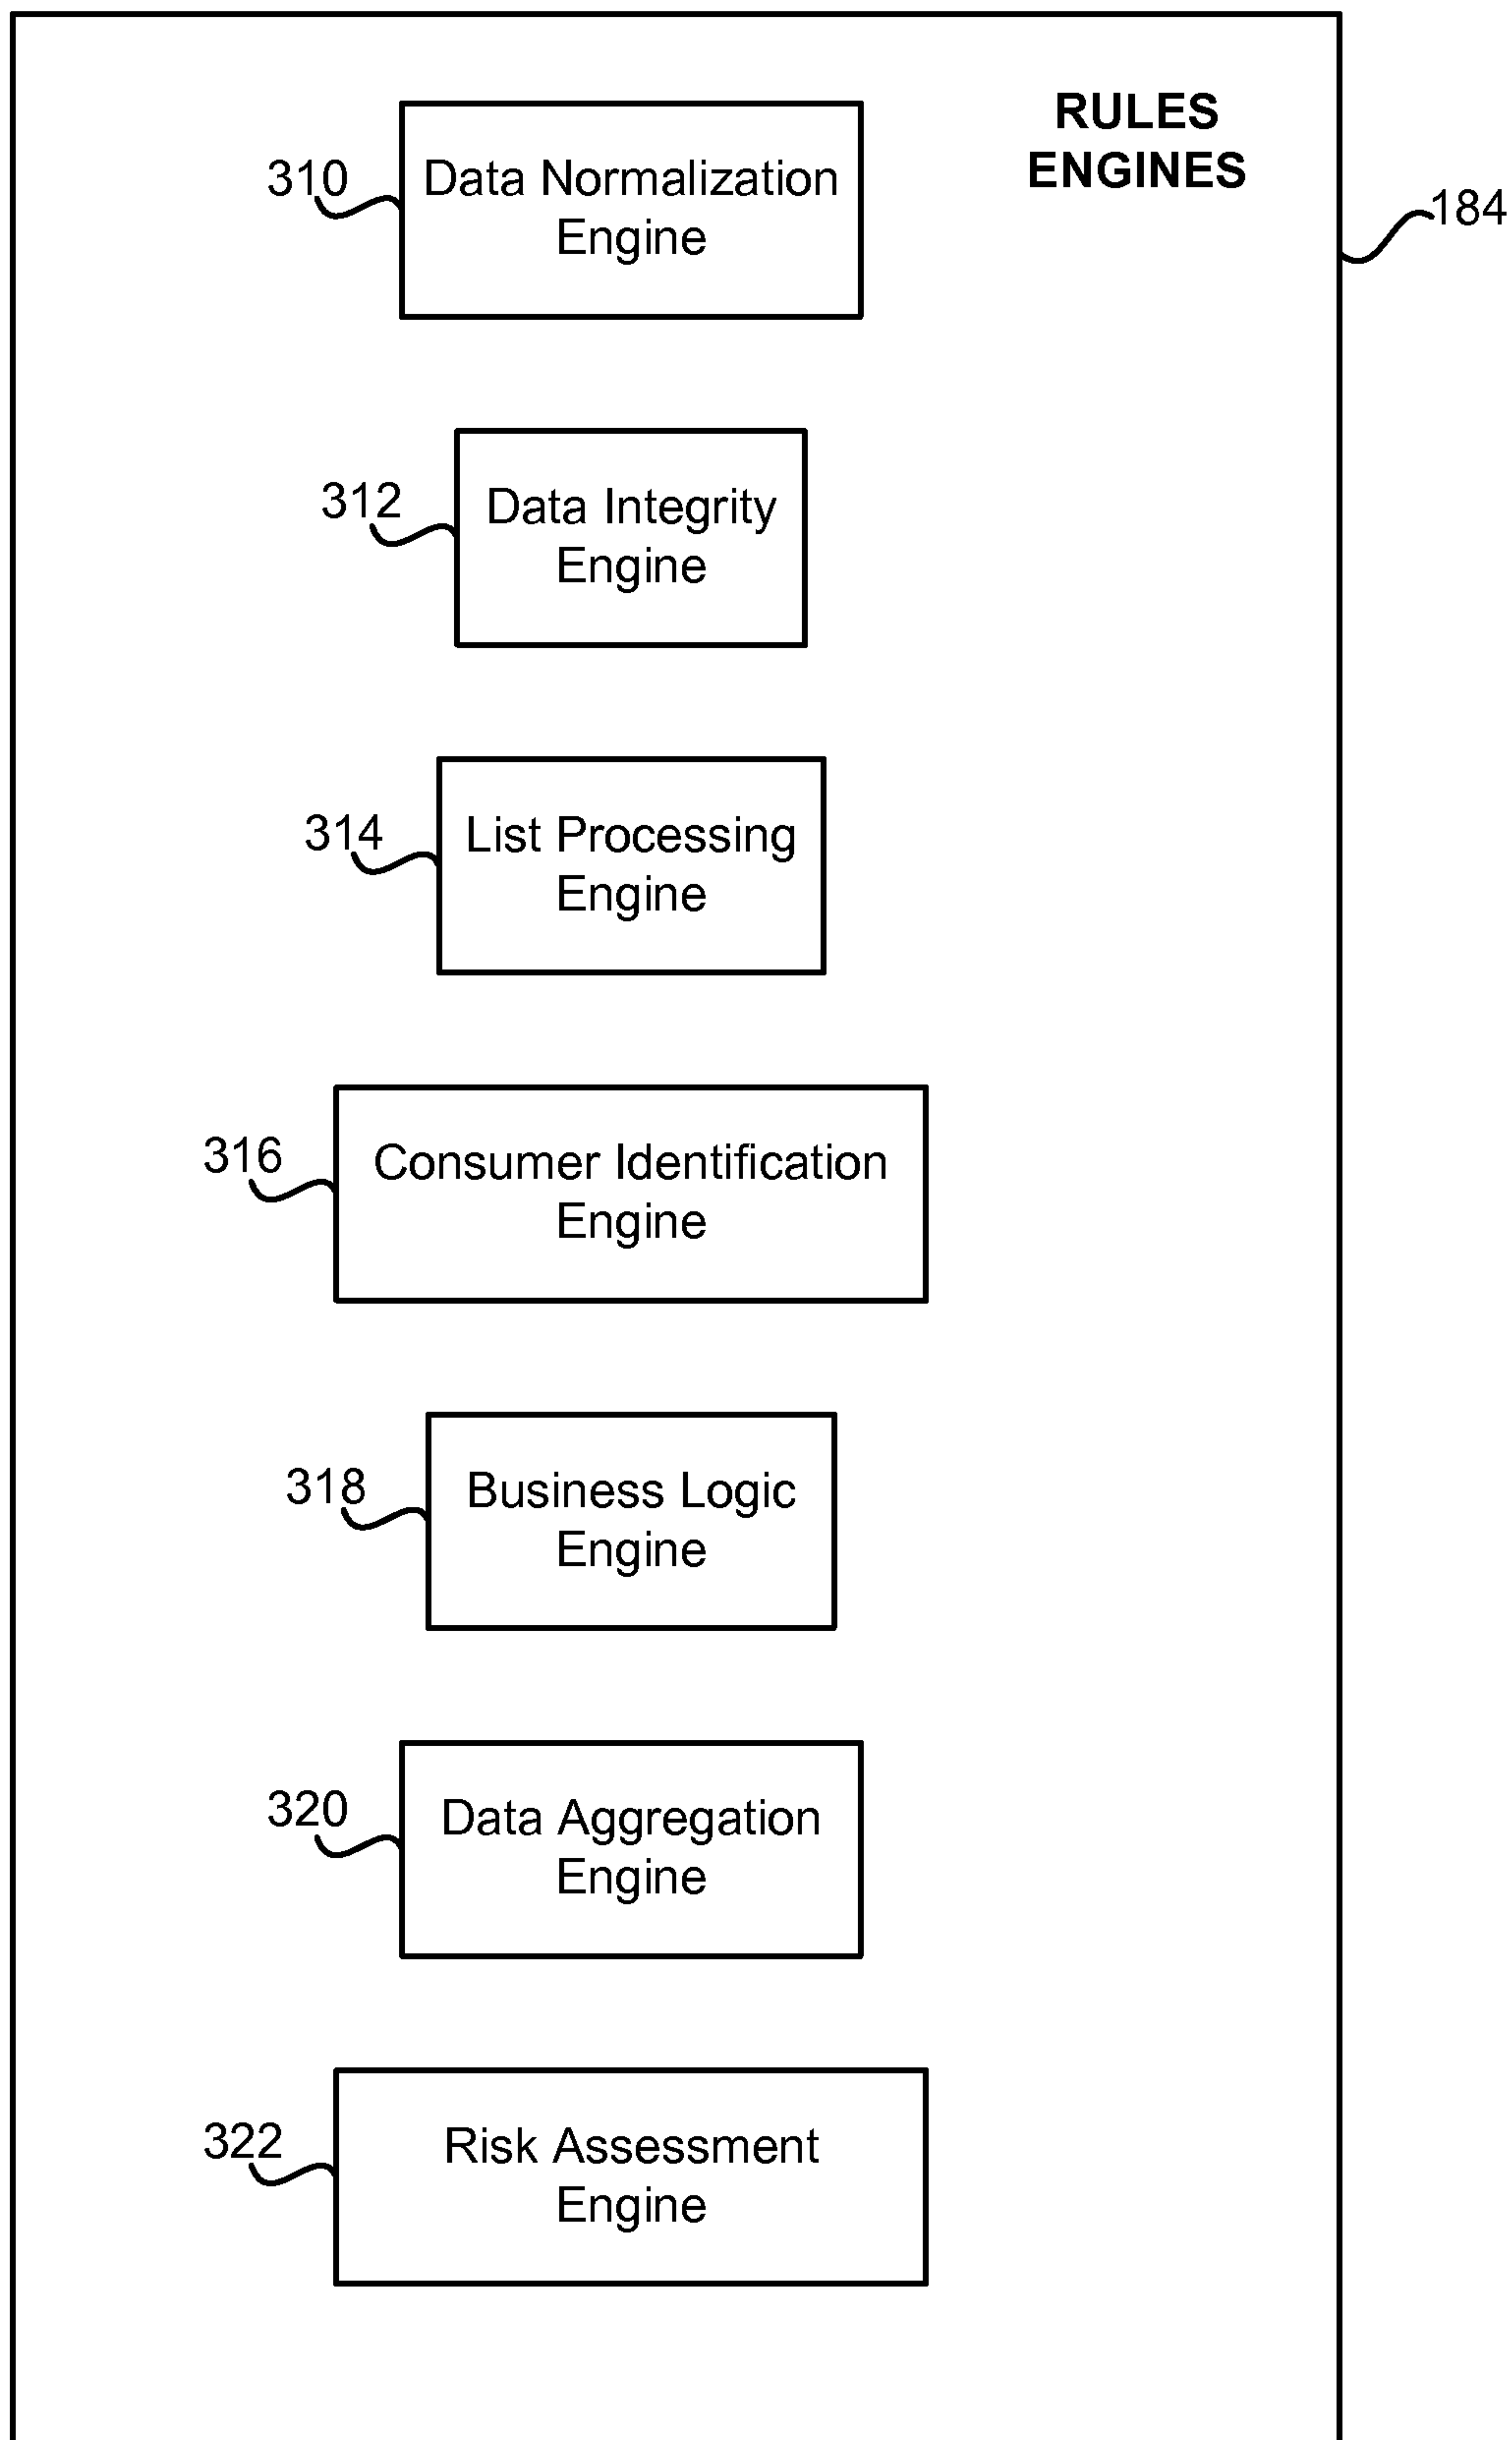 RULES
ENGINES
184
310
Data Normalization
Engine
312
Data Integrity
Engine
314
List Processing
Engine
316
Consumer Identification
Engine
318
Business Logic
Engine
320
Data Aggregation
Engine
322
Risk Assessment
Engine